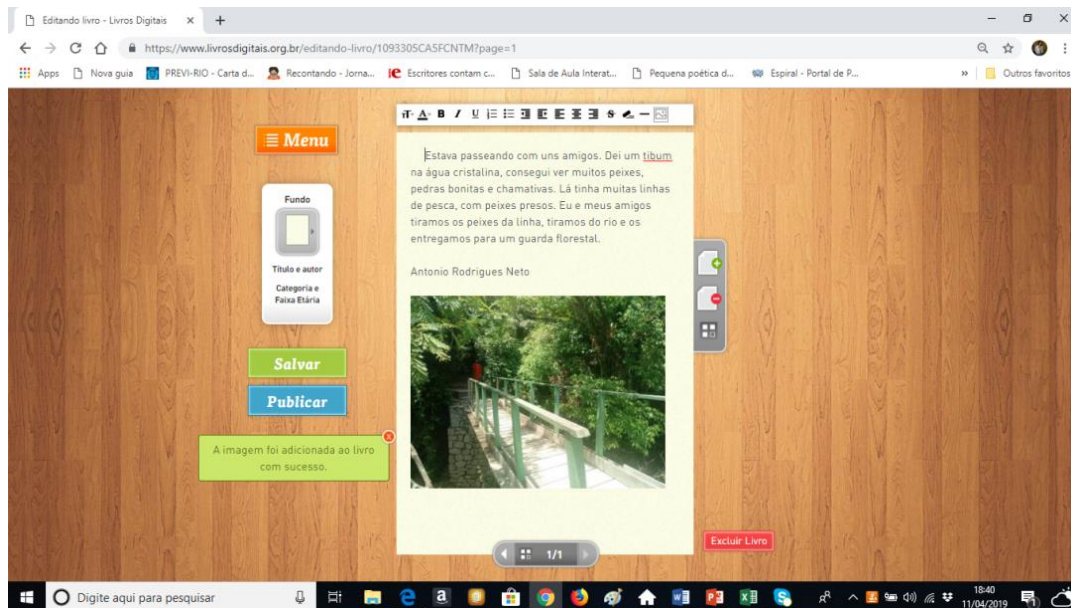 Editando livro - Livros Digitais
https://www.livrosdigitais.org.br/editando-livro/1093305CA5FCNTM?page=1
Apps Nova guia PREVI-RIO - Carta d... Recontando - Jorna... Escritores contam c... Sala de Aula Interat... Pequena poética d... Espiral - Portal de P... » Outros favoritos
Menu
Fundo
Título e autor
Categoria e
Faixa Etária
Salvar
Publicar
A imagem foi adicionada ao livro
com sucesso.
Estava passeando com uns amigos. Dei um tibum
na água cristalina, consegui ver muitos peixes,
pedras bonitas e chamativas. Lá tinha muitas linhas
de pesca, com peixes presos. Eu e meus amigos
tiramos os peixes da linha, tiramos do rio e os
entregamos para um guarda florestal.
Antonio Rodrigues Neto
1/1
Excluir Livro
Digite aqui para pesquisar
18:40
11/04/2019